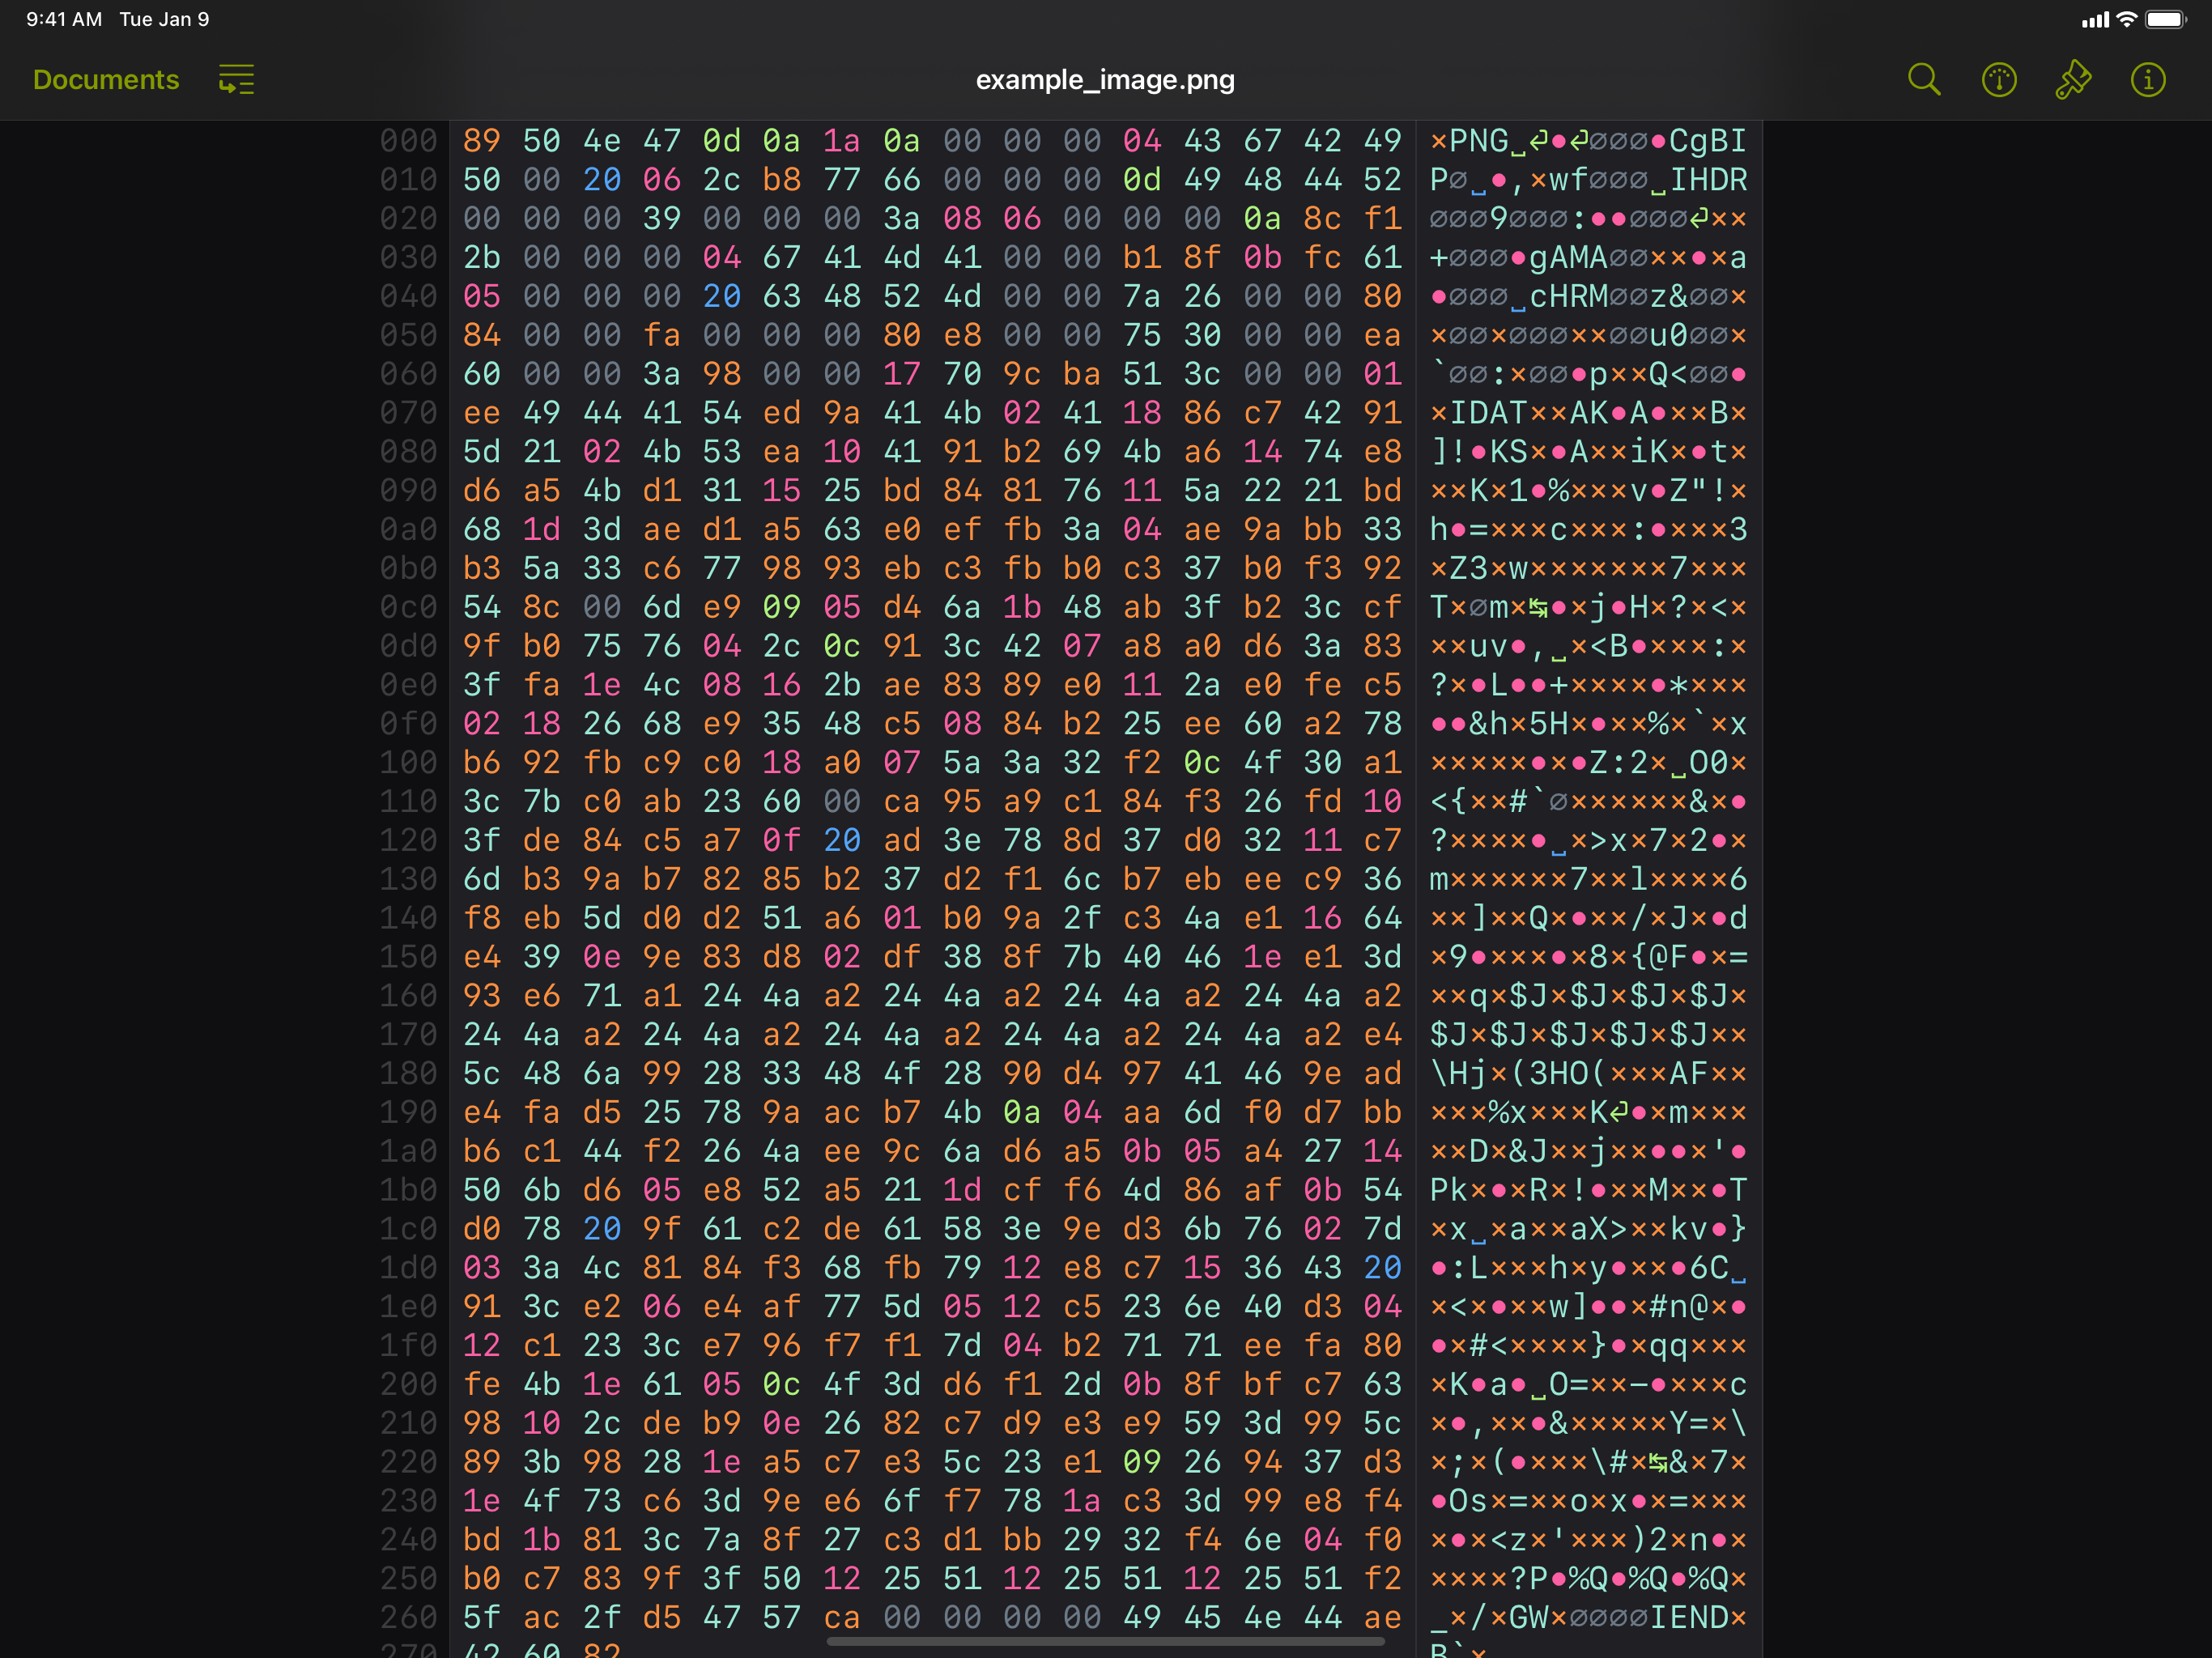 9:41 AM Tue Jan 9
Documents
example_image.png
000 89 50 4e 47 0d 0a 1a 0a 00 00 00 04 43 67 42 49 ×PNG␣⏎•⏎∅∅∅•CgBI
010 50 00 20 06 2c b8 77 66 00 00 00 0d 49 48 44 52 P∅␣•,×wf∅∅∅␣IHDR
020 00 00 00 39 00 00 00 3a 08 06 00 00 00 0a 8c f1 ∅∅∅9∅∅∅:••∅∅∅⏎××
030 2b 00 00 00 04 67 41 4d 41 00 00 b1 8f 0b fc 61 +∅∅∅•gAMA∅∅××•×a
040 05 00 00 00 20 63 48 52 4d 00 00 7a 26 00 00 80 •∅∅∅␣cHRM∅∅z&∅∅×
050 84 00 00 fa 00 00 00 80 e8 00 00 75 30 00 00 ea ×∅∅×∅∅∅××∅∅u0∅∅×
060 60 00 00 3a 98 00 00 17 70 9c ba 51 3c 00 00 01 `∅∅:×∅∅•p××Q<∅∅•
070 ee 49 44 41 54 ed 9a 41 4b 02 41 18 86 c7 42 91 ×IDAT××AK•A•××B×
080 5d 21 02 4b 53 ea 10 41 91 b2 69 4b a6 14 74 e8 ]!•KS×•A××iK×•t×
090 d6 a5 4b d1 31 15 25 bd 84 81 76 11 5a 22 21 bd ××K×1•%×××v•Z"!×
0a0 68 1d 3d ae d1 a5 63 e0 ef fb 3a 04 ae 9a bb 33 h•=×××c×××:•×××3
0b0 b3 5a 33 c6 77 98 93 eb c3 fb b0 c3 37 b0 f3 92 ×Z3×w×××××××7×××
0c0 54 8c 00 6d e9 09 05 d4 6a 1b 48 ab 3f b2 3c cf T×∅m×↹•×j•H×?×<×
0d0 9f b0 75 76 04 2c 0c 91 3c 42 07 a8 a0 d6 3a 83 ××uv•,␣×<B•×××:×
0e0 3f fa 1e 4c 08 16 2b ae 83 89 e0 11 2a e0 fe c5 ?×•L••+××××•*×××
0f0 02 18 26 68 e9 35 48 c5 08 84 b2 25 ee 60 a2 78 ••&h×5H×•××%×`×x
100 b6 92 fb c9 c0 18 a0 07 5a 3a 32 f2 0c 4f 30 a1 ×××××•×•Z:2×␣O0×
110 3c 7b c0 ab 23 60 00 ca 95 a9 c1 84 f3 26 fd 10 <{××#`∅××××××&×•
120 3f de 84 c5 a7 0f 20 ad 3e 78 8d 37 d0 32 11 c7 ?××××•␣×>x×7×2•×
130 6d b3 9a b7 82 85 b2 37 d2 f1 6c b7 eb ee c9 36 m××××××7××l××××6
140 f8 eb 5d d0 d2 51 a6 01 b0 9a 2f c3 4a e1 16 64 ××]××Q×•××/×J×•d
150 e4 39 0e 9e 83 d8 02 df 38 8f 7b 40 46 1e e1 3d ×9•×××•×8×{@F•×=
160 93 e6 71 a1 24 4a a2 24 4a a2 24 4a a2 24 4a a2 ××q×$J×$J×$J×$J×
170 24 4a a2 24 4a a2 24 4a a2 24 4a a2 24 4a a2 e4 $J×$J×$J×$J×$J××
180 5c 48 6a 99 28 33 48 4f 28 90 d4 97 41 46 9e ad \Hj×(3HO(×××AF××
190 e4 fa d5 25 78 9a ac b7 4b 0a 04 aa 6d f0 d7 bb ×××%x×××K⏎•×m×××
1a0 b6 c1 44 f2 26 4a ee 9c 6a d6 a5 0b 05 a4 27 14 ××D×&J××j××••×'•
1b0 50 6b d6 05 e8 52 a5 21 1d cf f6 4d 86 af 0b 54 Pk×•×R×!•××M××•T
1c0 d0 78 20 9f 61 c2 de 61 58 3e 9e d3 6b 76 02 7d ×x␣×a××aX>××kv•}
1d0 03 3a 4c 81 84 f3 68 fb 79 12 e8 c7 15 36 43 20 •:L×××h×y•××•6C␣
1e0 91 3c e2 06 e4 af 77 5d 05 12 c5 23 6e 40 d3 04 ×<×•××w]••×#n@×•
1f0 12 c1 23 3c e7 96 f7 f1 7d 04 b2 71 71 ee fa 80 •×#<××××}•×qq×××
200 fe 4b 1e 61 05 0c 4f 3d d6 f1 2d 0b 8f bf c7 63 ×K•a•␣O=××-•×××c
210 98 10 2c de b9 0e 26 82 c7 d9 e3 e9 59 3d 99 5c ×•,××•&×××××Y=×\
220 89 3b 98 28 1e a5 c7 e3 5c 23 e1 09 26 94 37 d3 ×;×(•×××\#×↹&×7×
230 1e 4f 73 c6 3d 9e e6 6f f7 78 1a c3 3d 99 e8 f4 •Os×=××o×x•×=×××
240 bd 1b 81 3c 7a 8f 27 c3 d1 bb 29 32 f4 6e 04 f0 ×•×<z×'×××)2×n•×
250 b0 c7 83 9f 3f 50 12 25 51 12 25 51 12 25 51 f2 ××××?P•%Q•%Q•%Q×
260 5f ac 2f d5 47 57 ca 00 00 00 00 49 45 4e 44 ae _×/×GW×∅∅∅∅IEND×
270 42 60 82 B`×